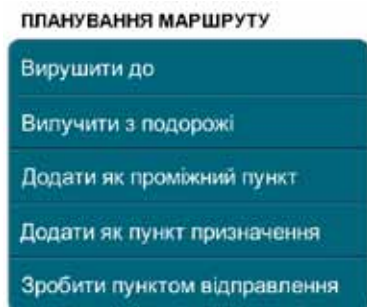 ПЛАНУВАННЯ МАРШРУТУ
Вирушити до
Вилучити з подорожі
Додати як проміжний пункт
Додати як пункт призначення
Зробити пунктом відправлення